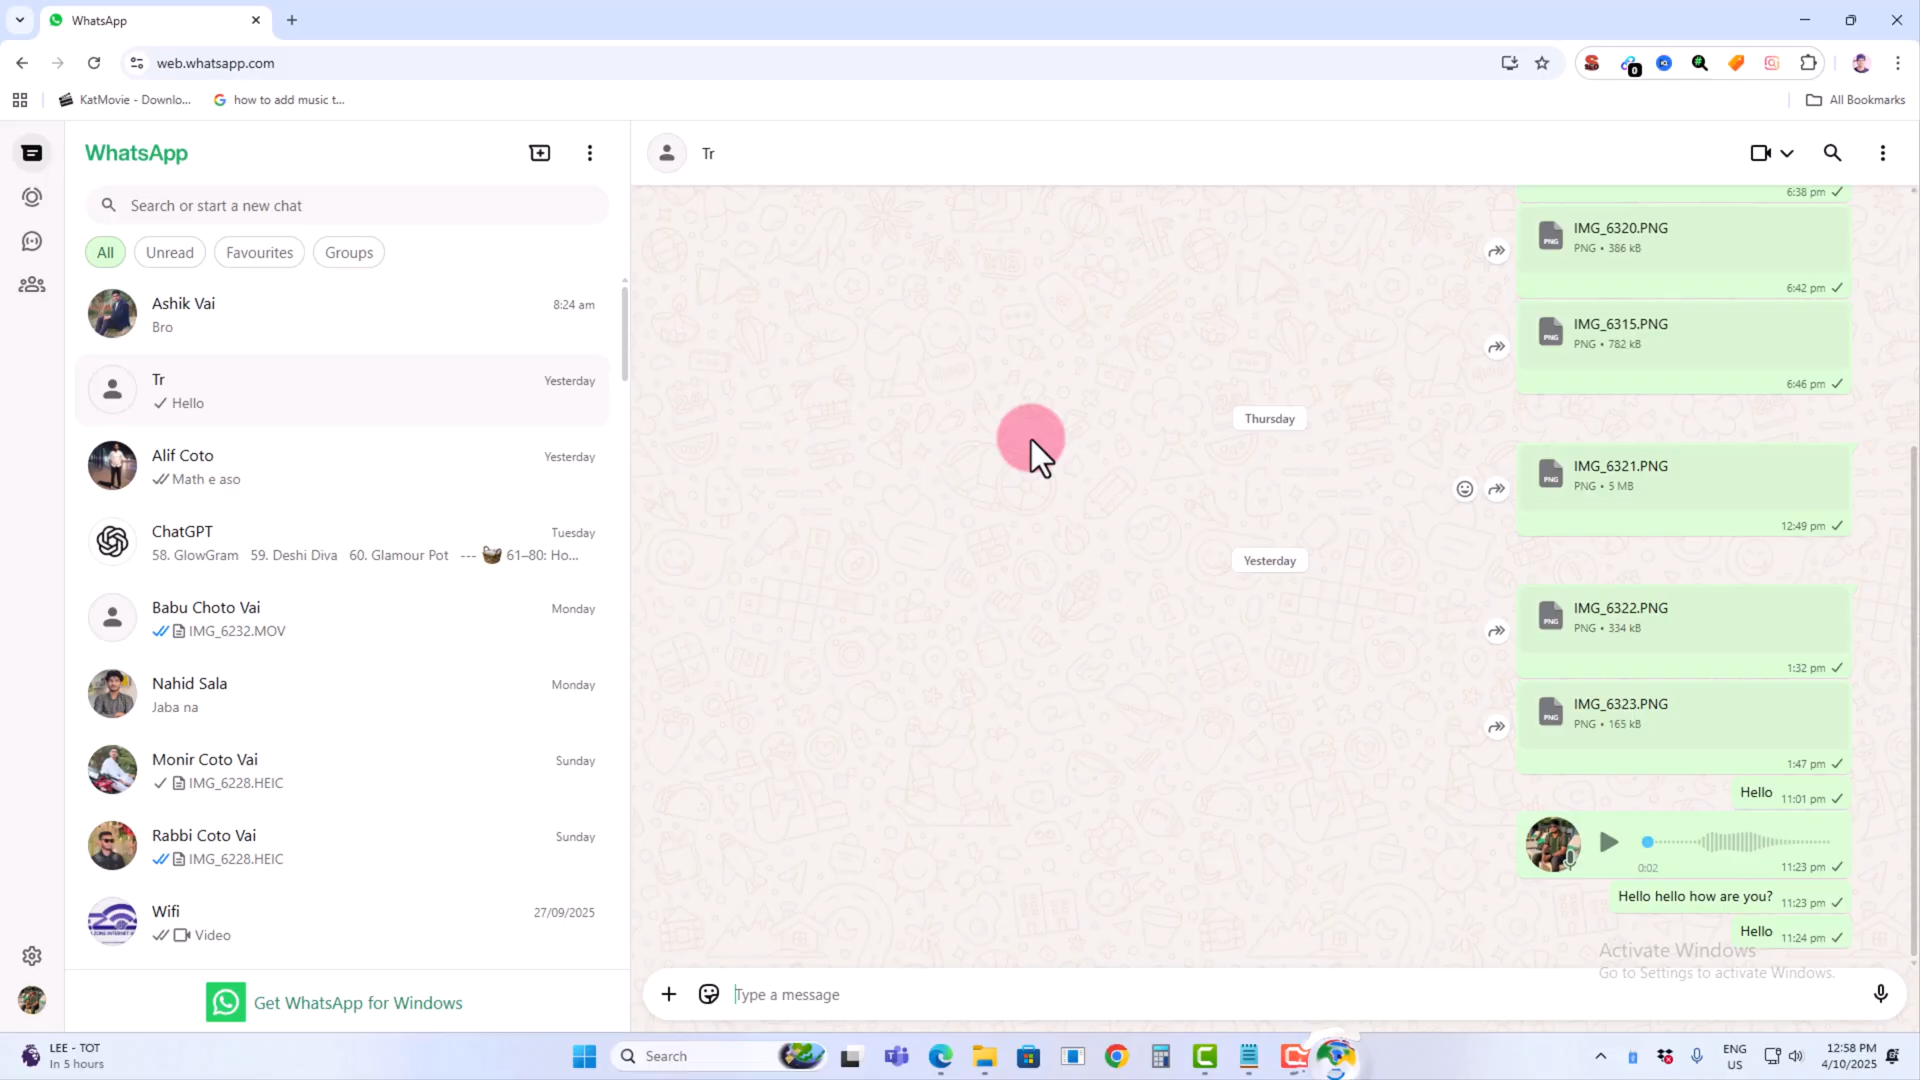 WhatsApp
web.whatsapp.com
0
KatMovie - Downlo...
how to add music t...
All Bookmarks
WhatsApp
Search or start a new chat
All
Unread
Favourites
Groups
Ashik Vai
8:24 am
Bro
Tr
Yesterday
Hello
Alif Coto
Yesterday
Math e aso
ChatGPT
Tuesday
58. GlowGram 59. Deshi Diva 60. Glamour Pot --- 🧺 61–80: Ho...
Babu Choto Vai
Monday
IMG_6232.MOV
Nahid Sala
Monday
Jaba na
Monir Coto Vai
Sunday
IMG_6228.HEIC
Rabbi Coto Vai
Sunday
IMG_6228.HEIC
Wifi
27/09/2025
Video
Get WhatsApp for Windows
Tr
6:38 pm
IMG_6320.PNG
PNG
PNG • 386 kB
6:42 pm
IMG_6315.PNG
PNG
PNG • 782 kB
6:46 pm
Thursday
IMG_6321.PNG
PNG
PNG • 5 MB
12:49 pm
Yesterday
IMG_6322.PNG
PNG
PNG • 334 kB
1:32 pm
IMG_6323.PNG
PNG
PNG • 165 kB
1:47 pm
Hello 11:01 pm
0:02
11:23 pm
Hello hello how are you? 11:23 pm
Hello 11:24 pm
Activate Windows
Go to Settings to activate Windows.
Type a message
LEE - TOT
In 5 hours
Search
ENG
US
12:58 PM
4/10/2025